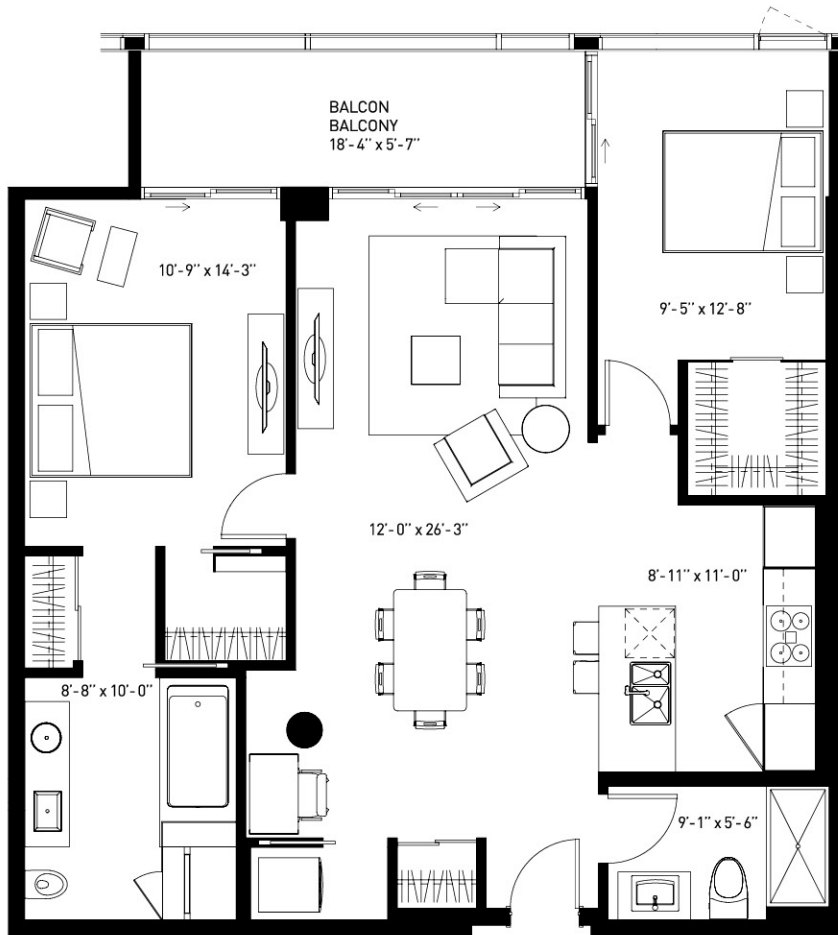 BALCON
BALCONY
18'-4" x 5'-7"
10'-9" x 14'-3"
9'-5" x 12'-8"
12'-0" x 26'-3"
8'-11" x 11'-0"
8'-8" x 10'-0"
9'-1" x 5'-6"